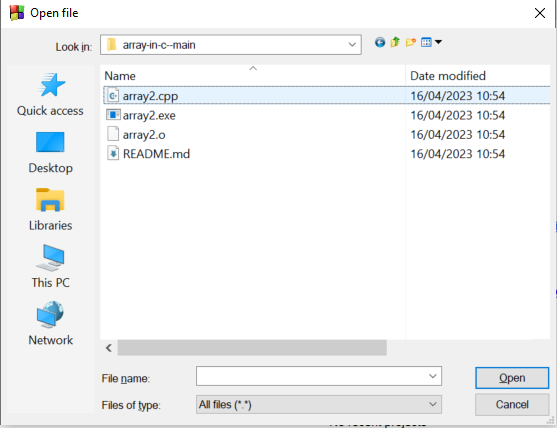 Open file
Look in: array-in-c--main
Name Date modified
array2.cpp 16/04/2023 10:54
array2.exe 16/04/2023 10:54
array2.o 16/04/2023 10:54
README.md 16/04/2023 10:54
Quick access
Desktop
Libraries
This PC
Network
File name: Open
Files of type: All files (*.*) Cancel